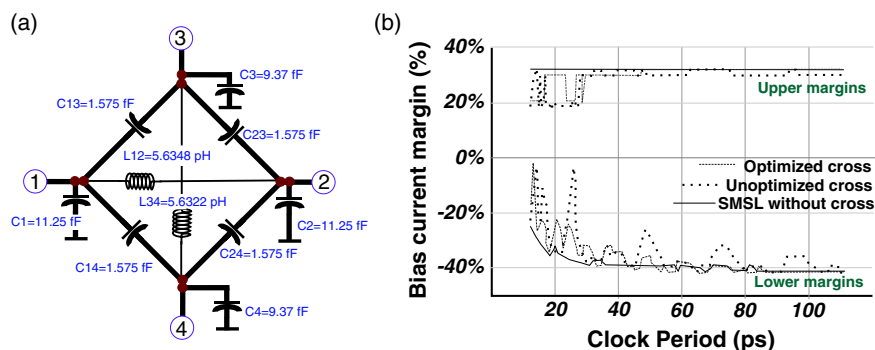 (a)
3
C3=9.37 fF
C13=1.575 fF
C23=1.575 fF
L12=5.6348 pH
1
2
L34=5.6322 pH
C1=11.25 fF
C2=11.25 fF
C14=1.575 fF
C24=1.575 fF
C4=9.37 fF
4
(b)
Bias current margin (%)
40%
20%
0%
-20%
-40%
Upper margins
Optimized cross
Unoptimized cross
SMSL without cross
Lower margins
20 40 60 80 100
Clock Period (ps)